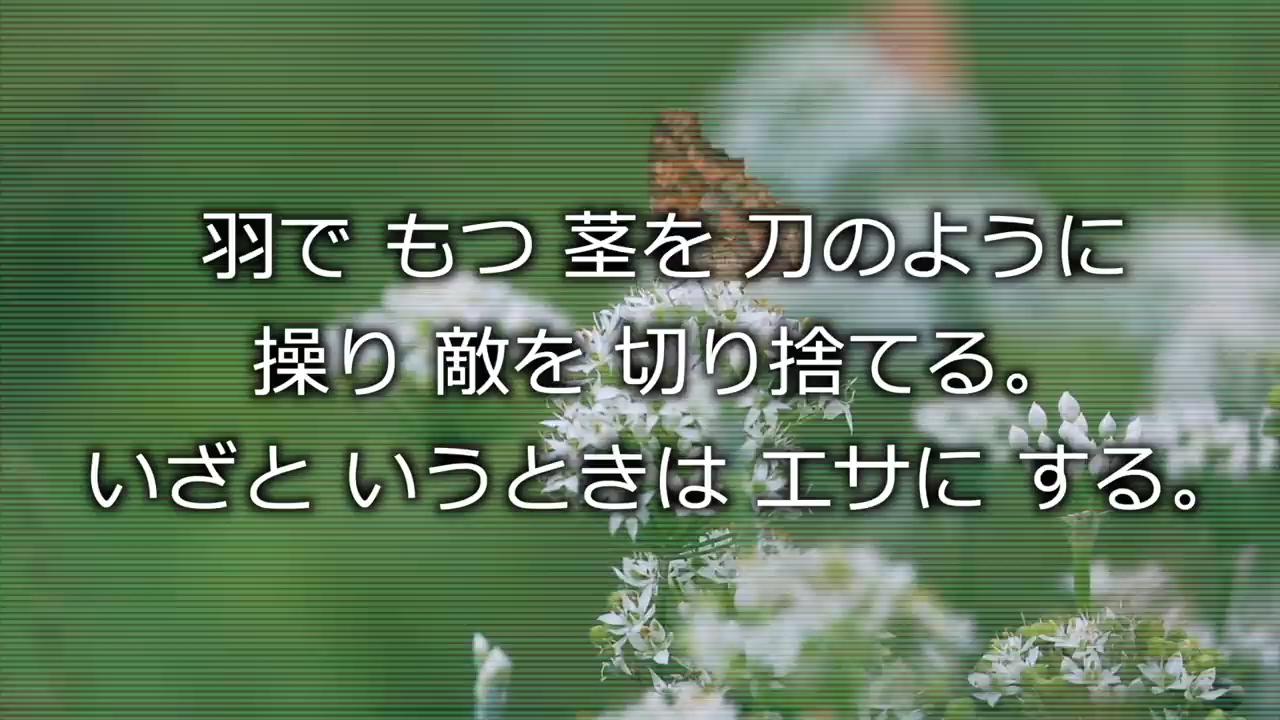 羽で もつ 茎を 刀のように
操り 敵を 切り捨てる。
いざと いうときは エサに する。